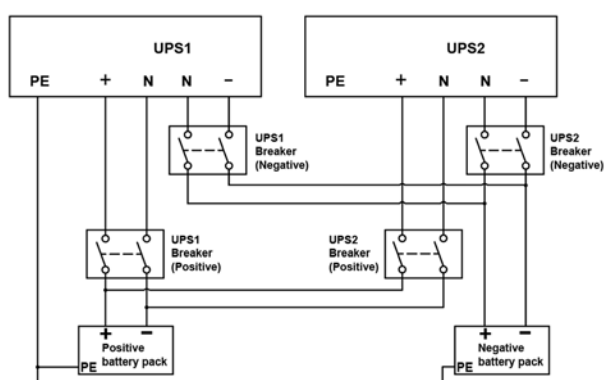 UPS1
UPS2
PE + N N −
PE + N N −
UPS1
Breaker
(Negative)
UPS2
Breaker
(Negative)
UPS1
Breaker
(Positive)
UPS2
Breaker
(Positive)
+ −
Positive
battery pack
PE
+ −
Negative
battery pack
PE